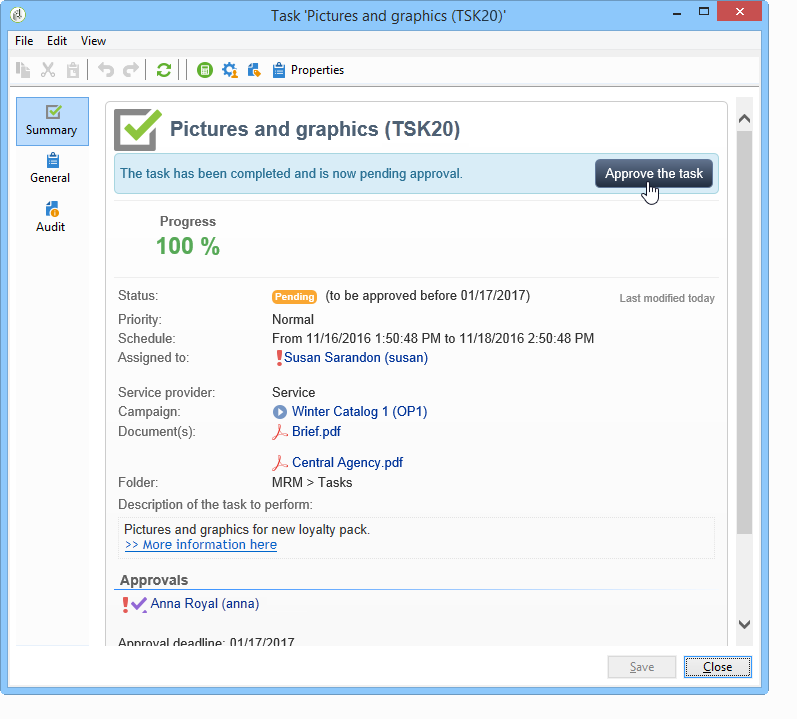 Task 'Pictures and graphics (TSK20)'
File Edit View
Properties
Summary
General
Audit
Pictures and graphics (TSK20)
The task has been completed and is now pending approval. Approve the task
Progress
100 %
Status: Pending (to be approved before 01/17/2017) Last modified today
Priority: Normal
Schedule: From 11/16/2016 1:50:48 PM to 11/18/2016 2:50:48 PM
Assigned to: Susan Sarandon (susan)
Service provider: Service
Campaign: Winter Catalog 1 (OP1)
Document(s): Brief.pdf
Central Agency.pdf
Folder: MRM > Tasks
Description of the task to perform:
Pictures and graphics for new loyalty pack.
>> More information here
Approvals
Anna Royal (anna)
Approval deadline: 01/17/2017
Save Close